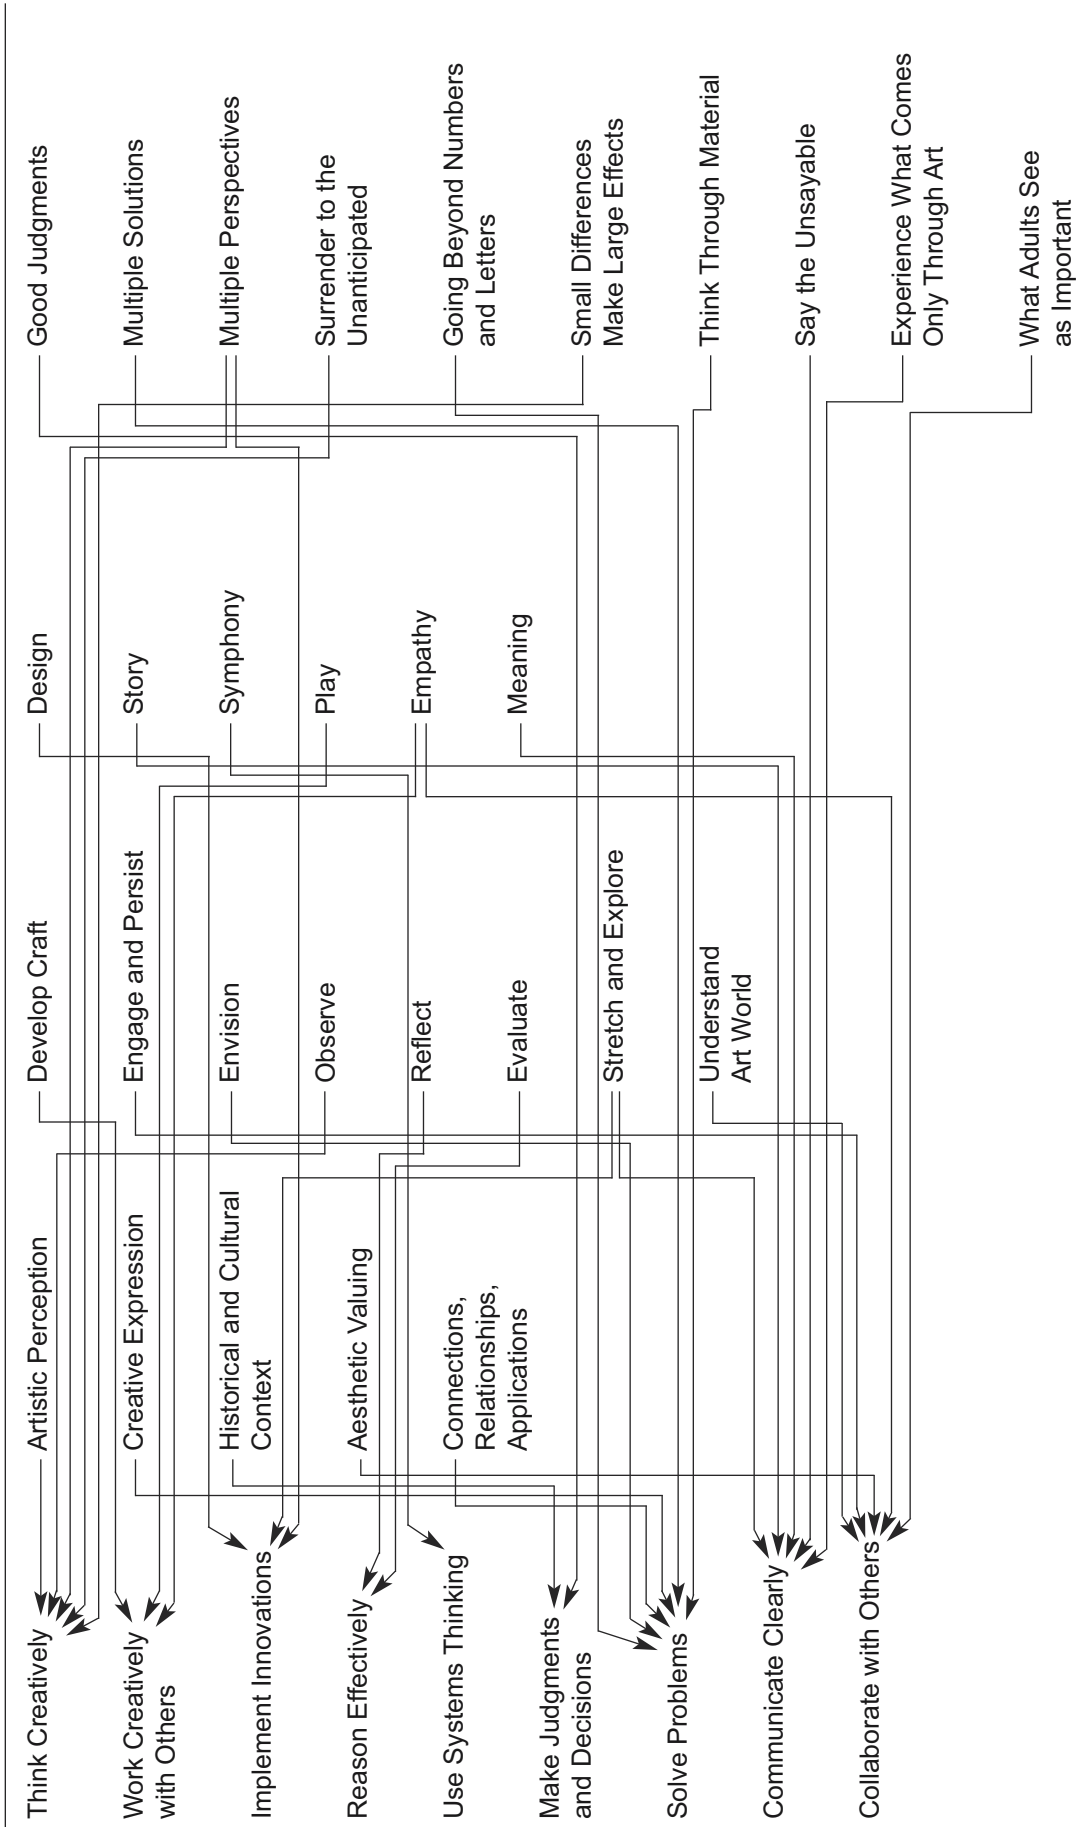 Think Creatively
Work Creatively
with Others
Implement Innovations
Reason Effectively
Use Systems Thinking
Make Judgments
and Decisions
Solve Problems
Communicate Clearly
Collaborate with Others
Artistic Perception
Creative Expression
Historical and Cultural
Context
Aesthetic Valuing
Connections,
Relationships,
Applications
Develop Craft
Engage and Persist
Envision
Observe
Reflect
Evaluate
Stretch and Explore
Understand
Art World
Design
Story
Symphony
Play
Empathy
Meaning
Good Judgments
Multiple Solutions
Multiple Perspectives
Surrender to the
Unanticipated
Going Beyond Numbers
and Letters
Small Differences
Make Large Effects
Think Through Material
Say the Unsayable
Experience What Comes
Only Through Art
What Adults See
as Important